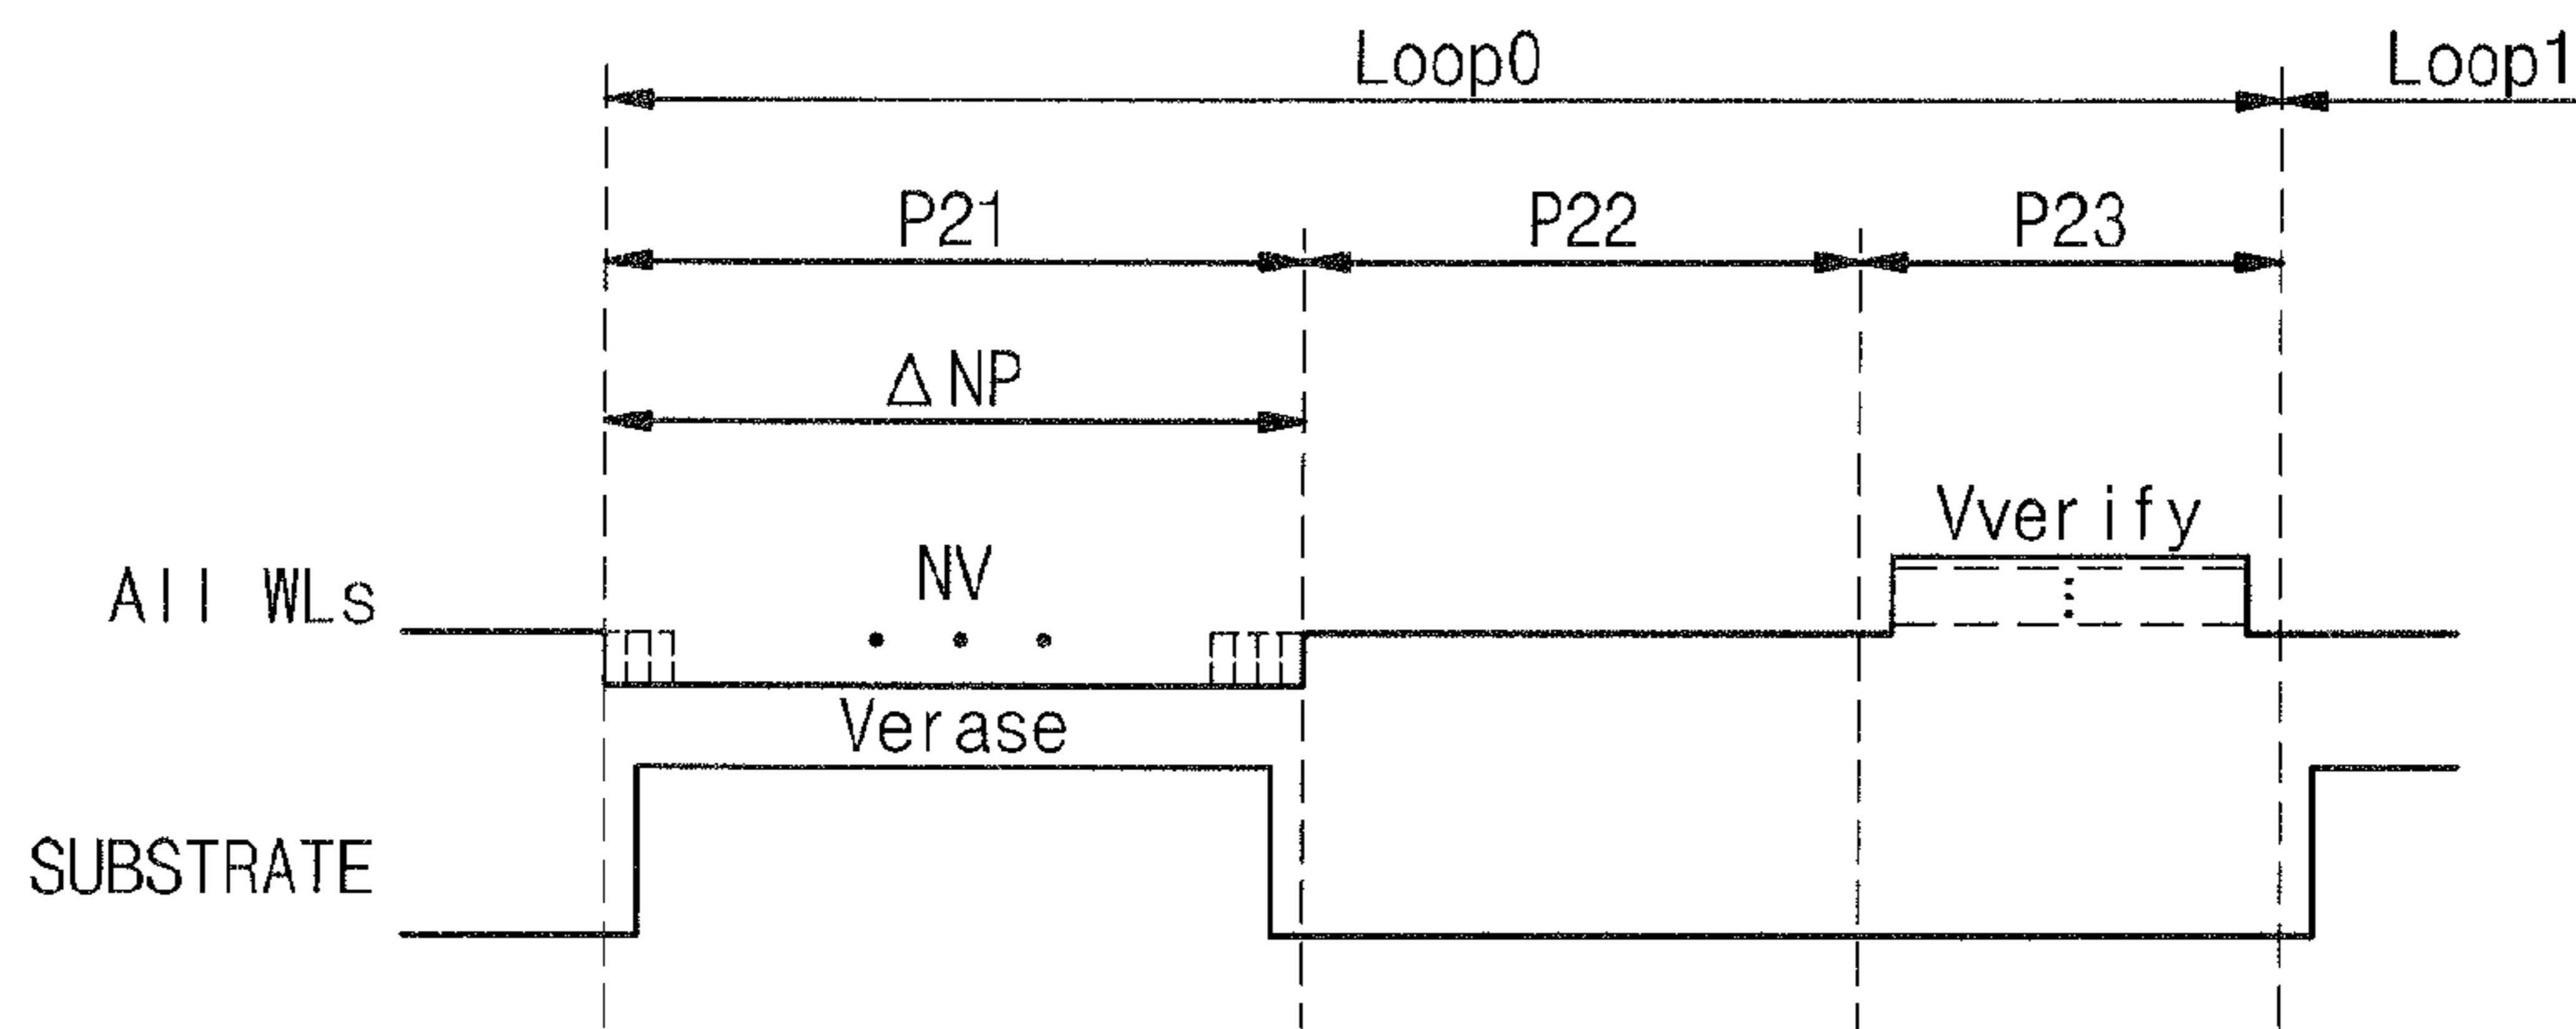 Loop0 Loop1
P21 P22 P23
ΔNP
Vverify
NV
All WLs
Verase
SUBSTRATE